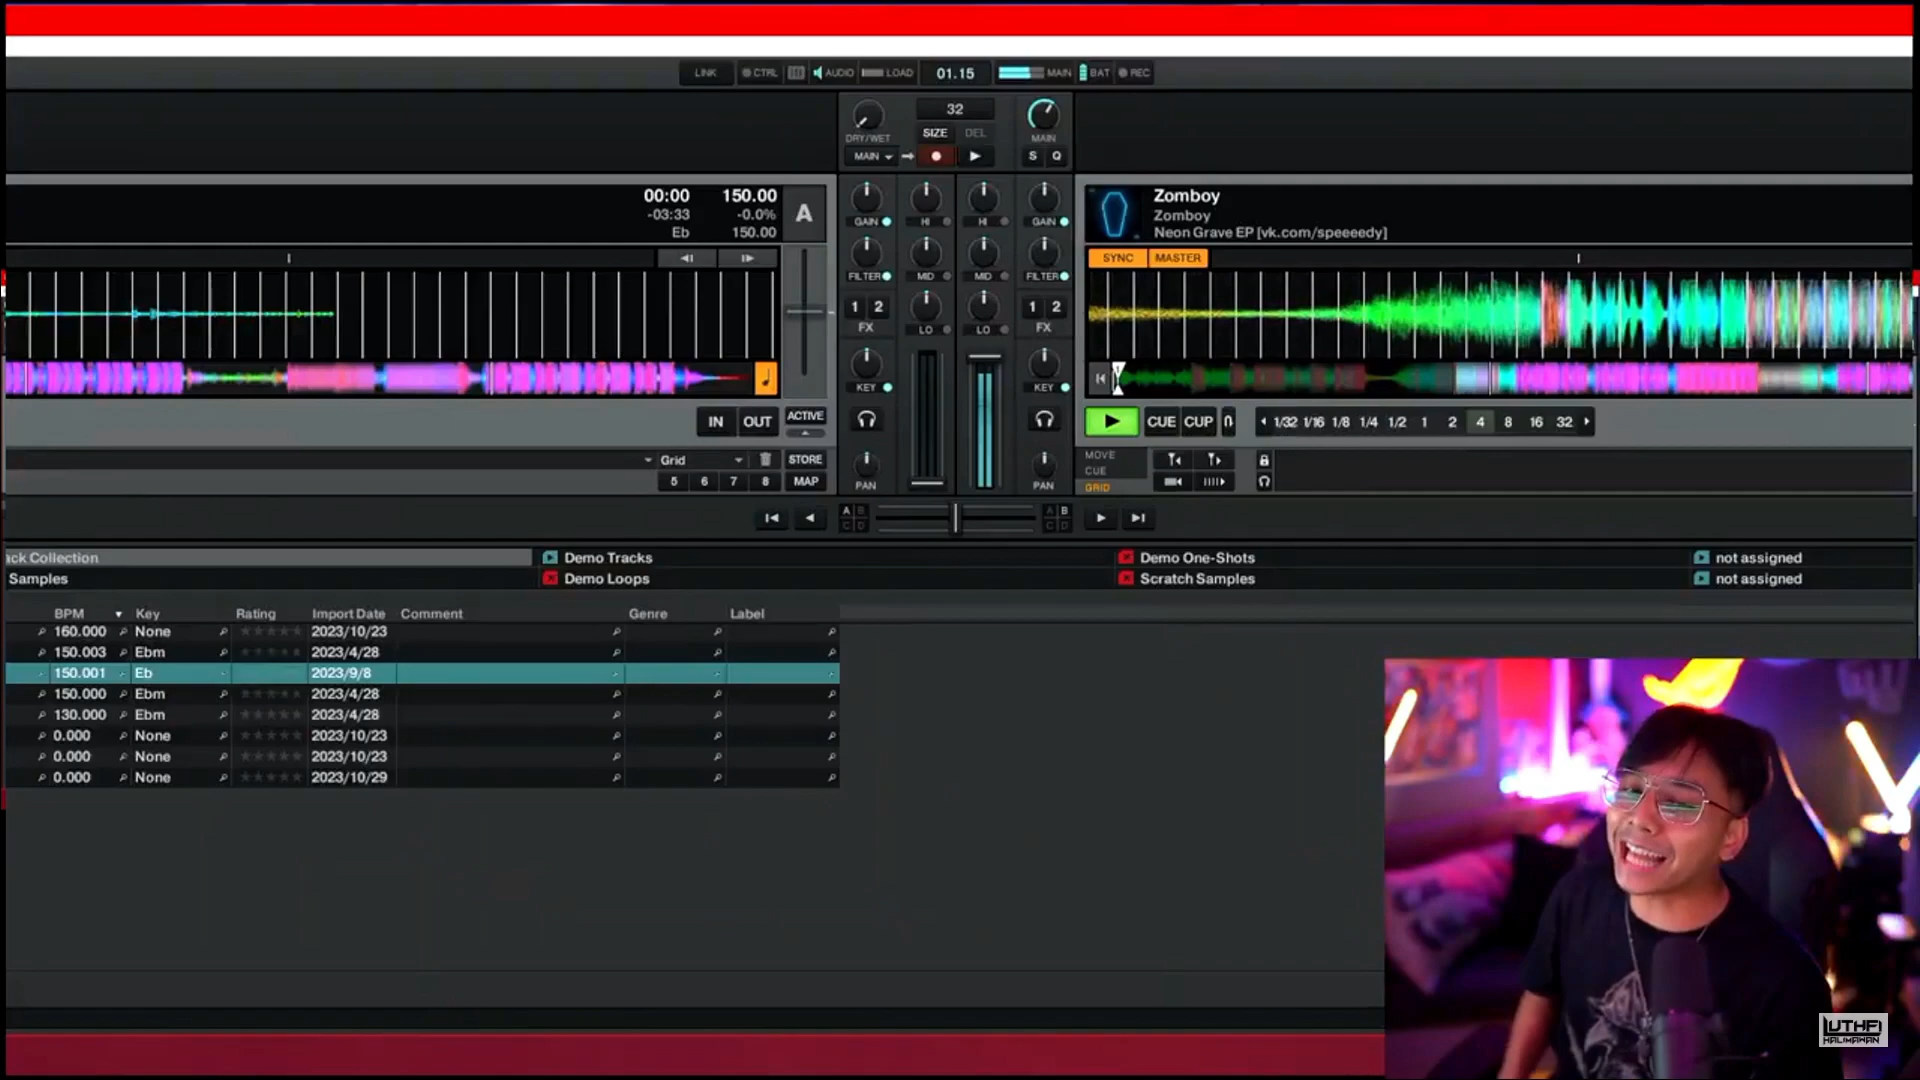 LINK CTRL AUDIO LOAD 01.15 MAIN BAT REC
32
DRY/WET SIZE DEL MAIN
MAIN S Q
00:00 150.00
-03:33 -0.0%
Eb 150.00
A
Zomboy
Zomboy
Neon Grave EP [vk.com/speeeedy]
GAIN HI HI GAIN
SYNC MASTER
FILTER MID MID FILTER
1 2 1 2
FX LO LO FX
KEY KEY
IN OUT ACTIVE
CUE CUP 1/32 1/16 1/8 1/4 1/2 1 2 4 8 16 32
Grid STORE
5 6 7 8 MAP
PAN PAN
MOVE
CUE
GRID
A B A B
C D C D
ack Collection Demo Tracks Demo One-Shots not assigned
Samples Demo Loops Scratch Samples not assigned
BPM Key Rating Import Date Comment Genre Label
160.000 None 2023/10/23
150.003 Ebm 2023/4/28
150.001 Eb 2023/9/8
150.000 Ebm 2023/4/28
130.000 Ebm 2023/4/28
0.000 None 2023/10/23
0.000 None 2023/10/23
0.000 None 2023/10/29
LUTHFI
HALIMAWAN